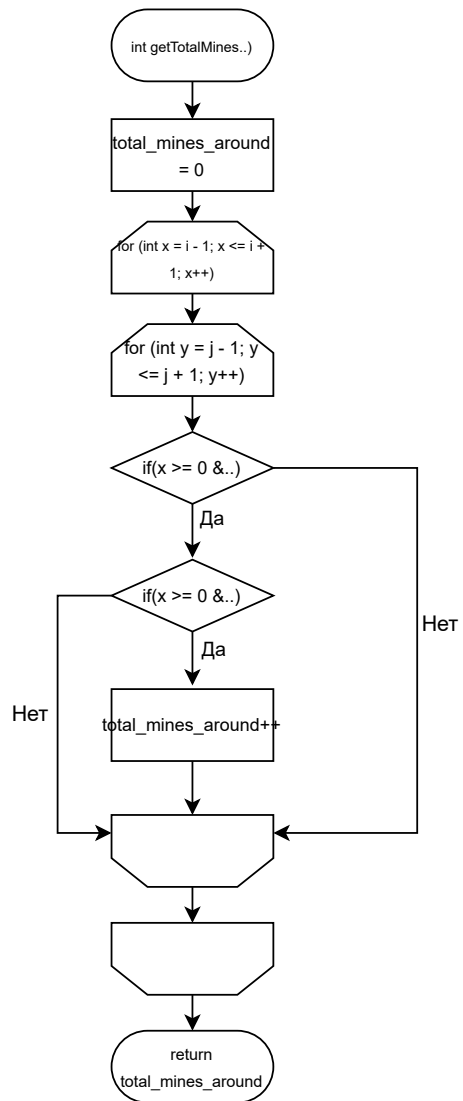 int getTotalMines..)
total_mines_around
= 0
for (int x = i - 1; x <= i +
1; x++)
for (int y = j - 1; y
<= j + 1; y++)
if(x >= 0 &..)
Да
if(x >= 0 &..)
Нет
Да
Нет
total_mines_around++
return
total_mines_around